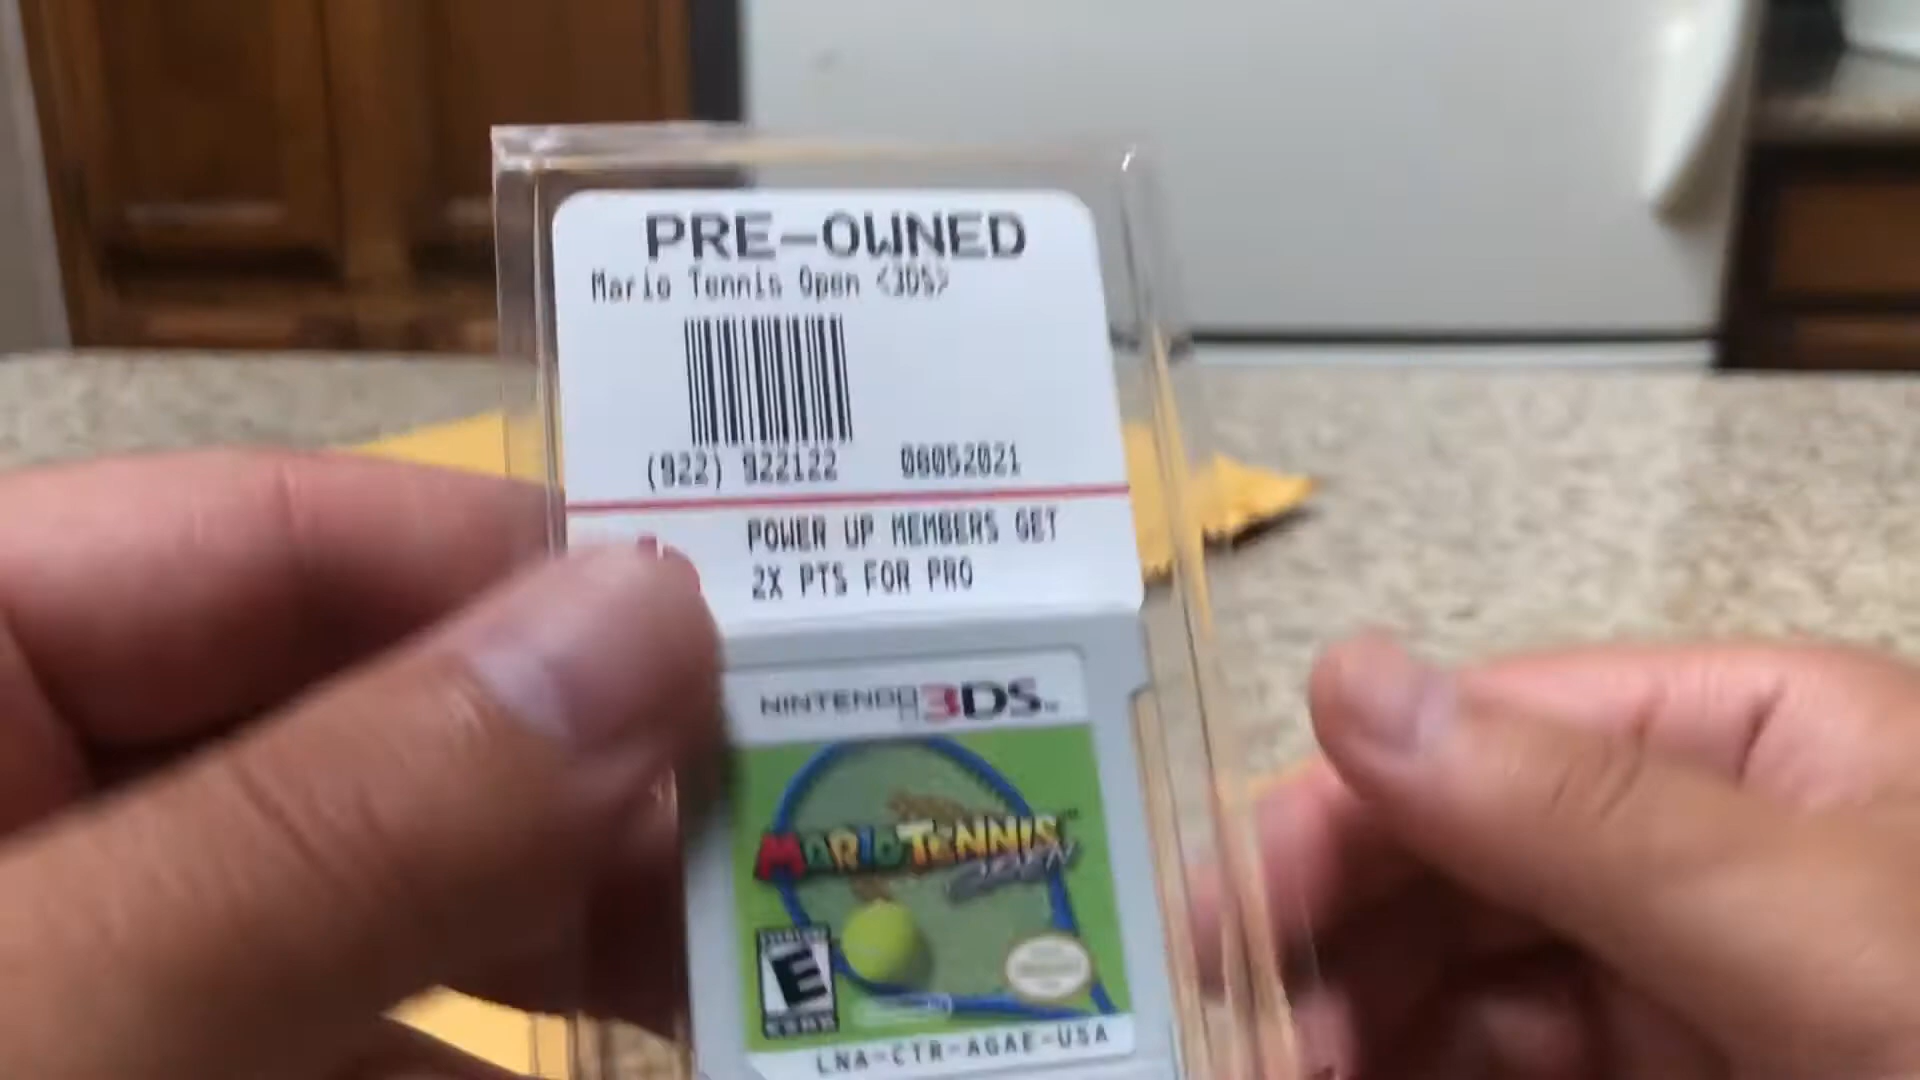 PRE-OWNED
Mario Tennis Open <3DS>
(922) 922122 08052021
POWER UP MEMBERS GET
2X PTS FOR PRO
NINTENDO 3DS
MARIO TENNIS
OPEN
E
LNA-CTR-AGAE-USA